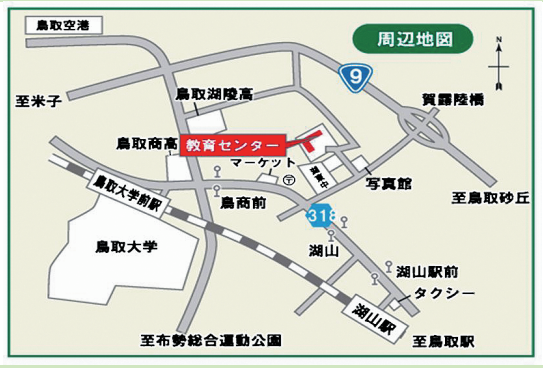 鳥取空港
周辺地図
N
9
至米子
鳥取湖陵高
賀露陸橋
鳥取商高
教育センター
マーケット
〒
湖東中
写真館
至鳥取砂丘
鳥取大学前駅
鳥商前
318
鳥取大学
湖山
湖山駅前
タクシー
湖山駅
至布勢総合運動公園
至鳥取駅